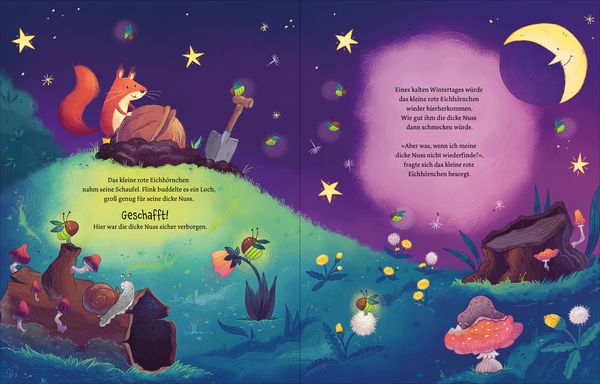 Das kleine rote Eichhörnchen
nahm seine Schaufel. Flink buddelte es ein Loch,
groß genug für seine dicke Nuss.
Geschafft!
Hier war die dicke Nuss sicher verborgen.
Eines kalten Wintertages würde
das kleine rote Eichhörnchen
wieder hierherkommen.
Wie gut ihm die dicke Nuss
dann schmecken würde.
»Aber was, wenn ich meine
dicke Nuss nicht wiederfinde?«,
fragte sich das kleine rote
Eichhörnchen besorgt.